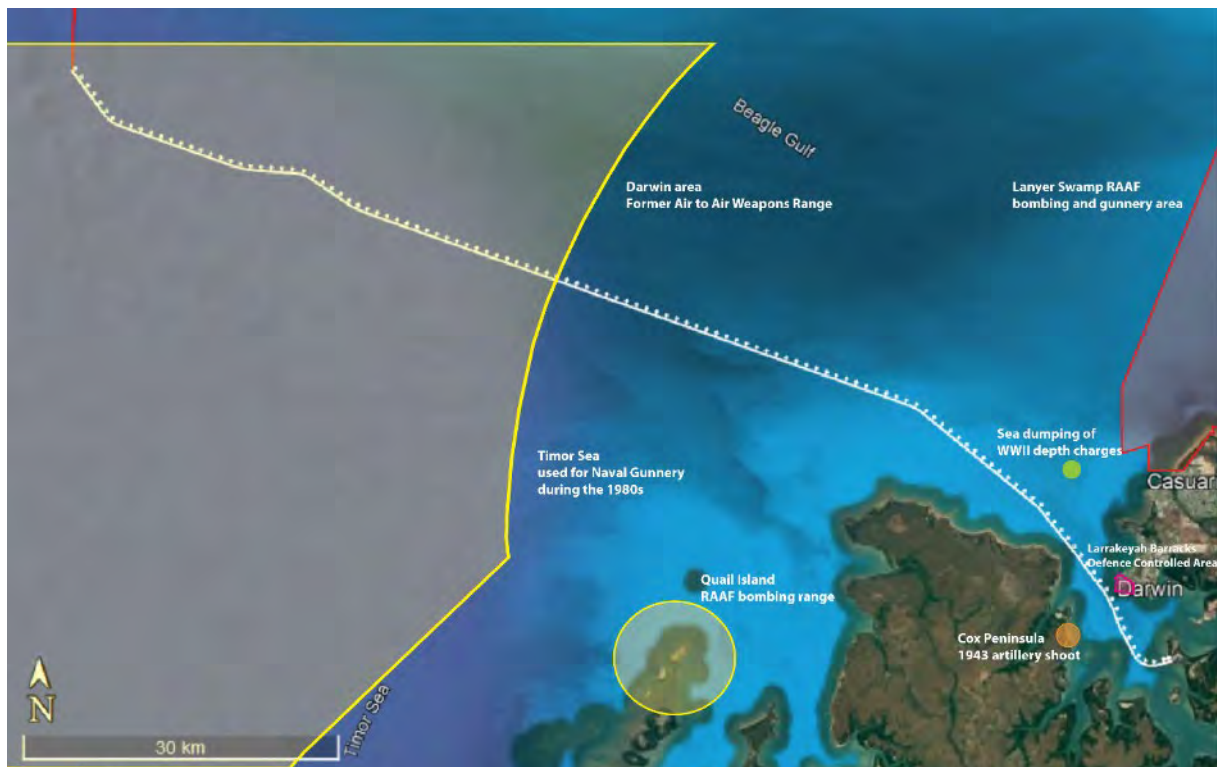 Beagle Gulf
Darwin area
Former Air to Air Weapons Range
Lanyer Swamp RAAF
bombing and gunnery area
Timor Sea
used for Naval Gunnery
during the 1980s
Sea dumping of
WWII depth charges
Casuar
Larrakeyah Barracks
Defence Controlled Area
Darwin
Quail Island
RAAF bombing range
Cox Peninsula
1943 artillery shoot
Timor Sea
N
30 km